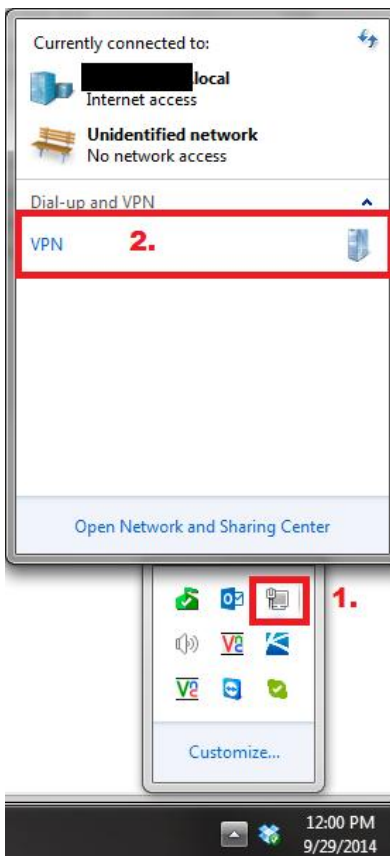 Currently connected to:
.local
Internet access
Unidentified network
No network access
Dial-up and VPN
VPN 2.
Open Network and Sharing Center
1.
Customize...
12:00 PM
9/29/2014